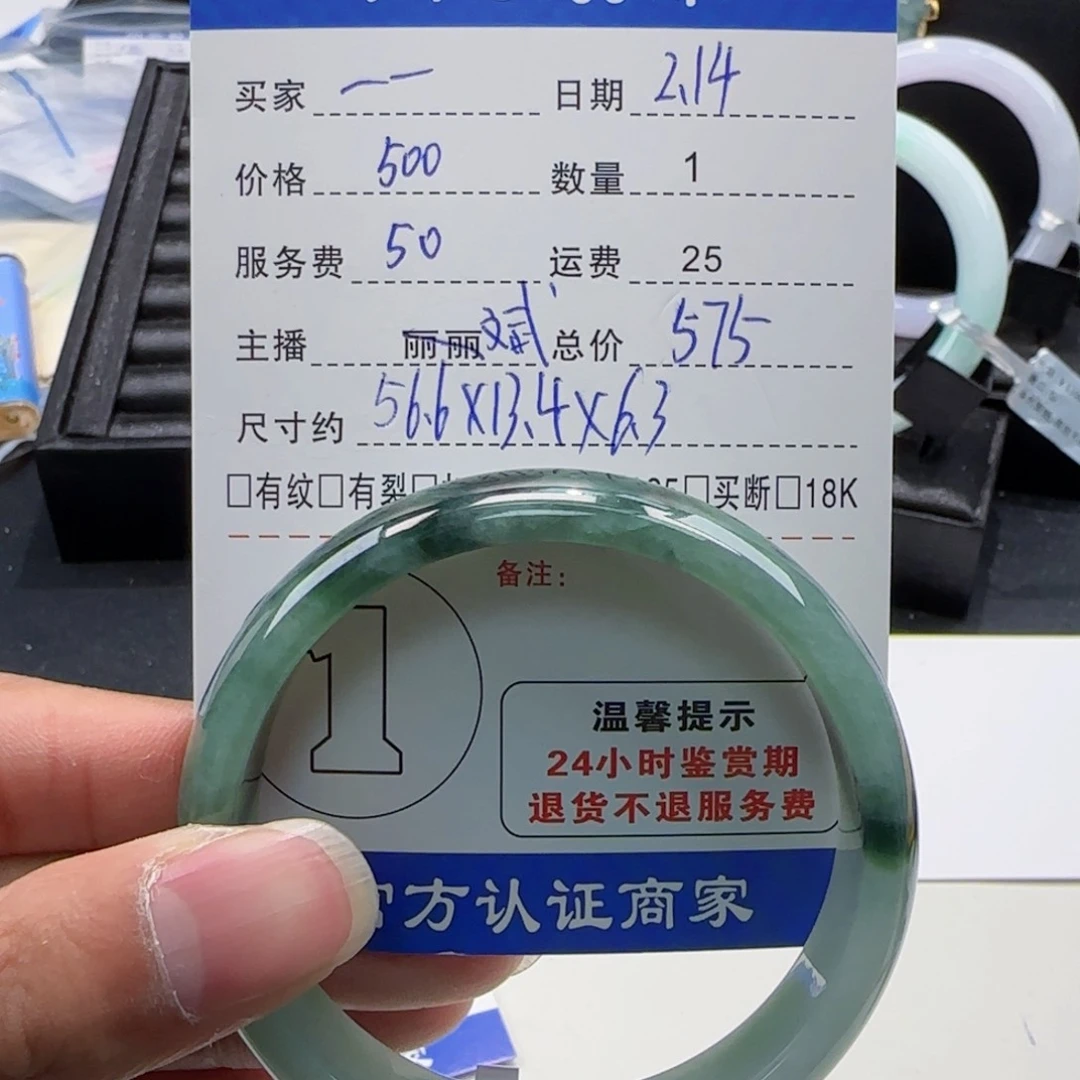 买家 一一 日期 2.14
价格 500 数量 1
服务费 50 运费 25
主播 丽丽 文斌 总价 575
尺寸约 56.6X13.4X6.3
□有纹□有裂□ □买断□18K
备注:
1
温馨提示
24小时鉴赏期
退货不退服务费
官方认证商家